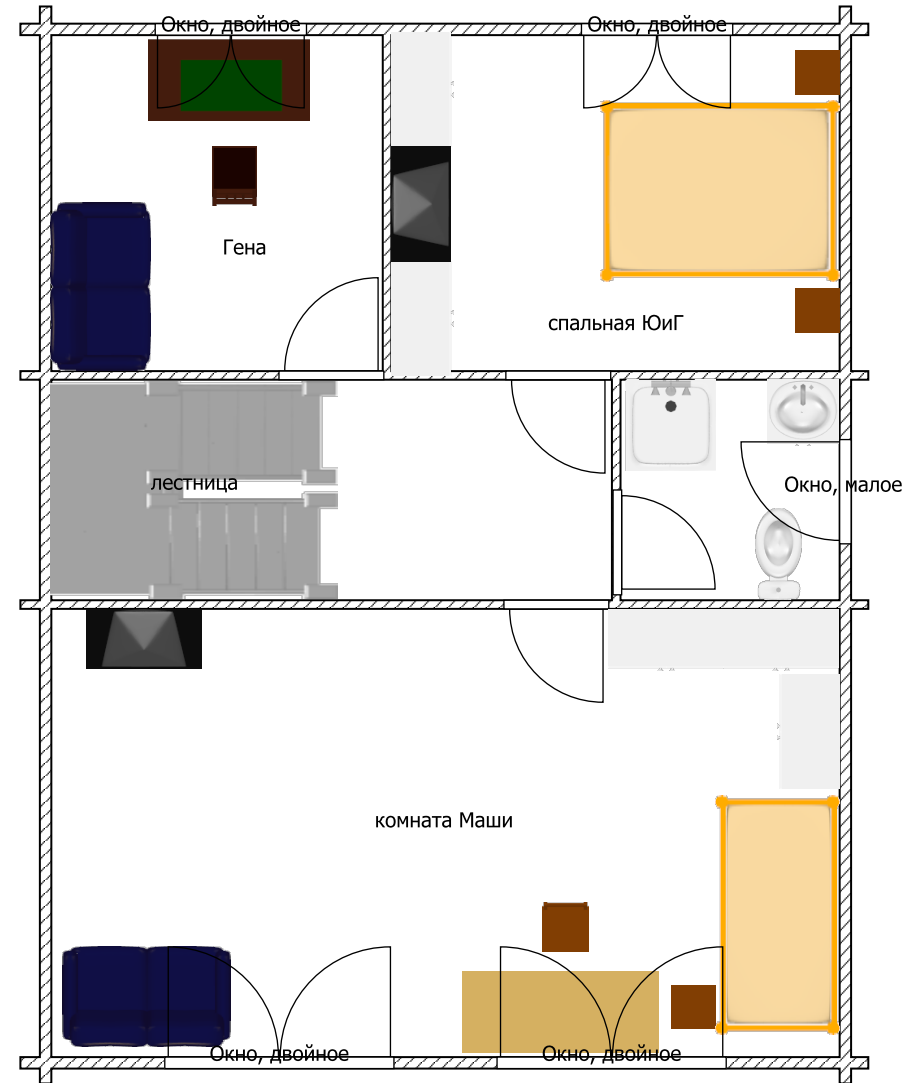 Окно, двойное
Окно, двойное
Гена
спальная ЮиГ
лестница
Окно, малое
комната Маши
Окно, двойное
Окно, двойное